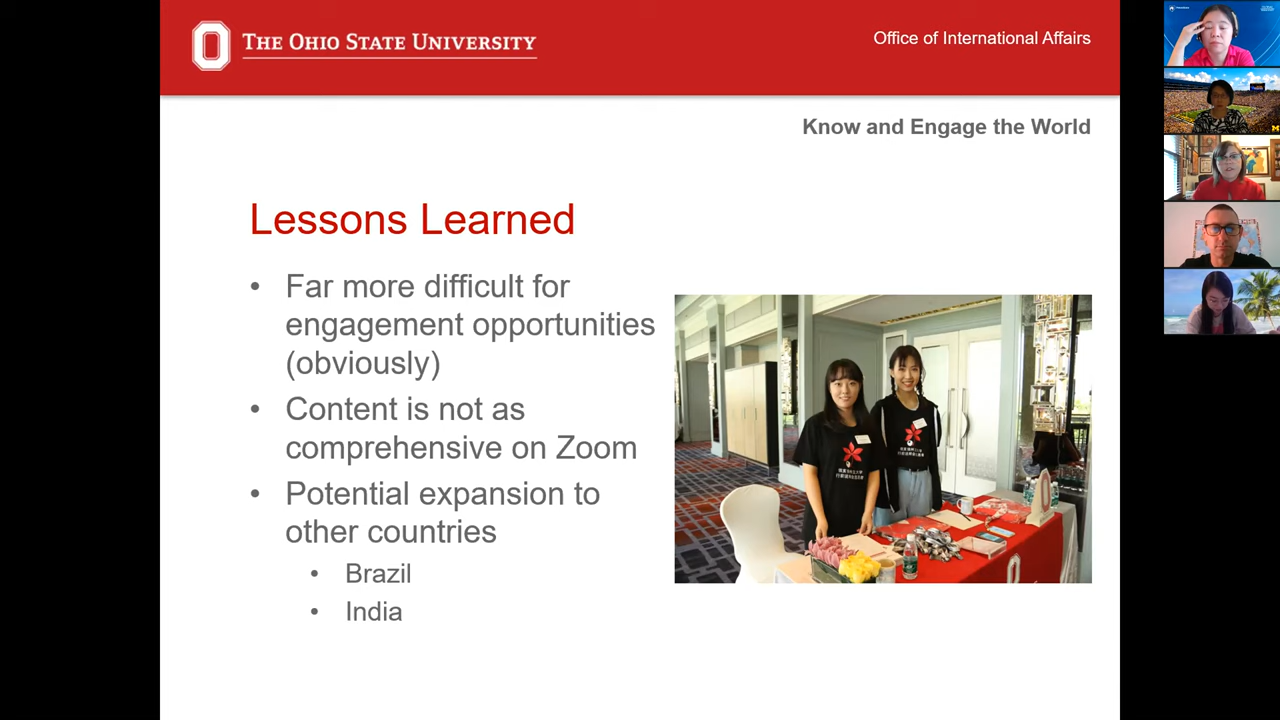 THE OHIO STATE UNIVERSITY
Office of International Affairs
Know and Engage the World
Lessons Learned
• Far more difficult for
engagement opportunities
(obviously)
• Content is not as
comprehensive on Zoom
• Potential expansion to
other countries
• Brazil
• India